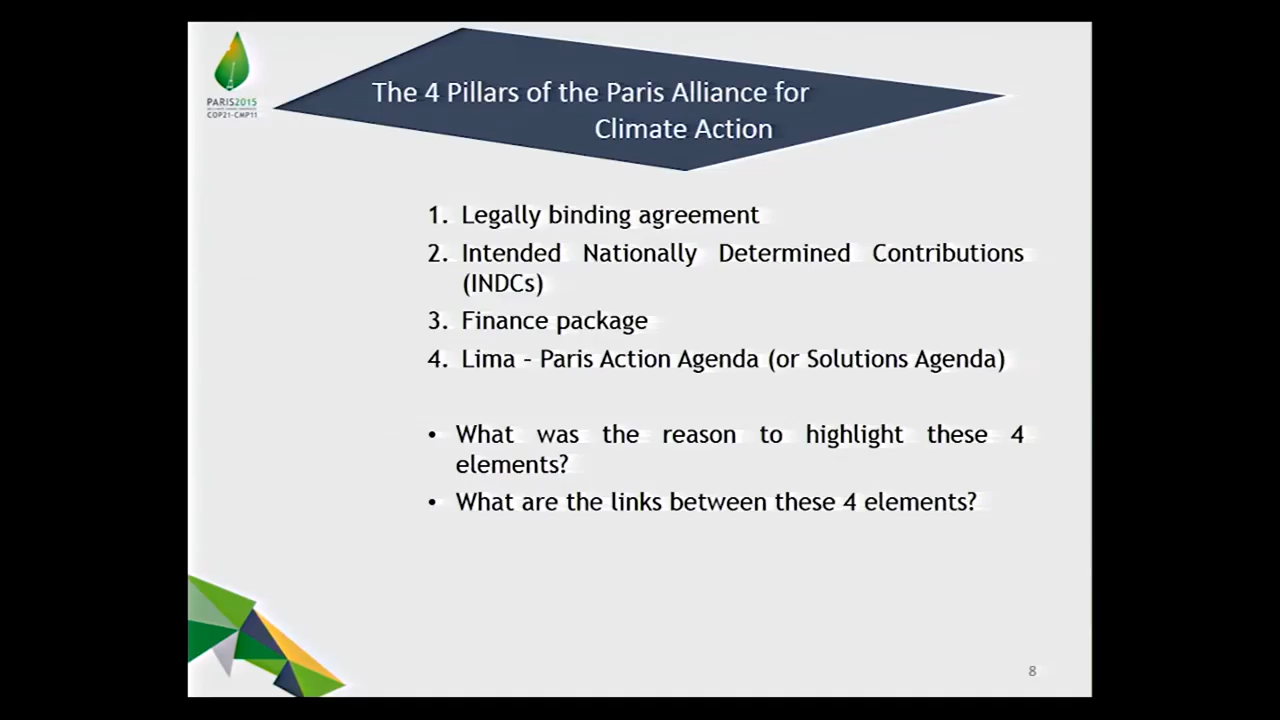 PARIS2015
COP21-CMP11
The 4 Pillars of the Paris Alliance for
Climate Action
1. Legally binding agreement
2. Intended Nationally Determined Contributions
(INDCs)
3. Finance package
4. Lima – Paris Action Agenda (or Solutions Agenda)
• What was the reason to highlight these 4
elements?
• What are the links between these 4 elements?
8